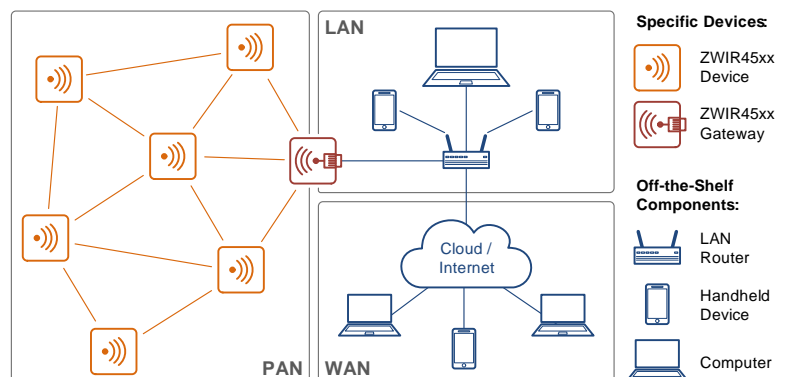 LAN
Cloud /
Internet
PAN
WAN
Specific Devices:
ZWIR45xx
Device
ZWIR45xx
Gateway
Off-the-Shelf
Components:
LAN
Router
Handheld
Device
Computer